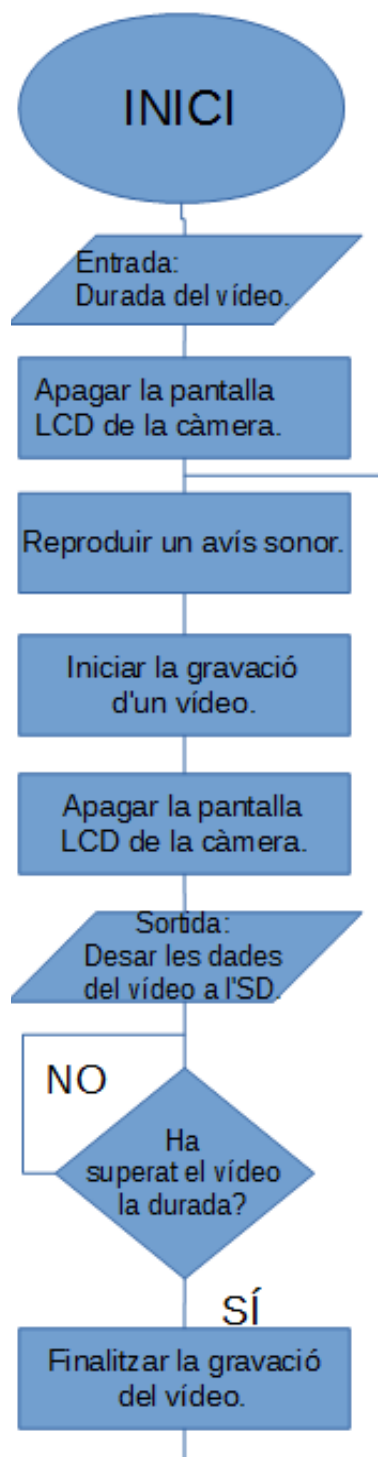 INICI
Entrada:
Durada del vídeo.
Apagar la pantalla
LCD de la càmera.
Reproduir un avís sonor.
Iniciar la gravació
d'un vídeo.
Apagar la pantalla
LCD de la càmera.
Sortida:
Desar les dades
del vídeo a l'SD.
NO
Ha
superat el vídeo
la durada?
SÍ
Finalitzar la gravació
del vídeo.